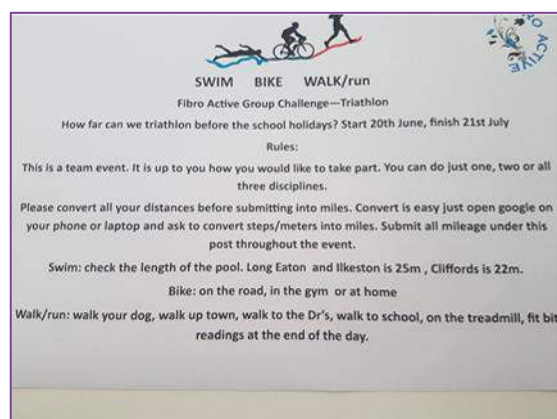 RO ACTIVE
SWIM BIKE WALK/run
Fibro Active Group Challenge—Triathlon
How far can we triathlon before the school holidays? Start 20th June, finish 21st July
Rules:
This is a team event. It is up to you how you would like to take part. You can do just one, two or all
three disciplines.
Please convert all your distances before submitting into miles. Convert is easy just open google on
your phone or laptop and ask to convert steps/meters into miles. Submit all mileage under this
post throughout the event.
Swim: check the length of the pool. Long Eaton and Ilkeston is 25m , Cliffords is 22m.
Bike: on the road, in the gym or at home
Walk/run: walk your dog, walk up town, walk to the Dr's, walk to school, on the treadmill, fit bit
readings at the end of the day.